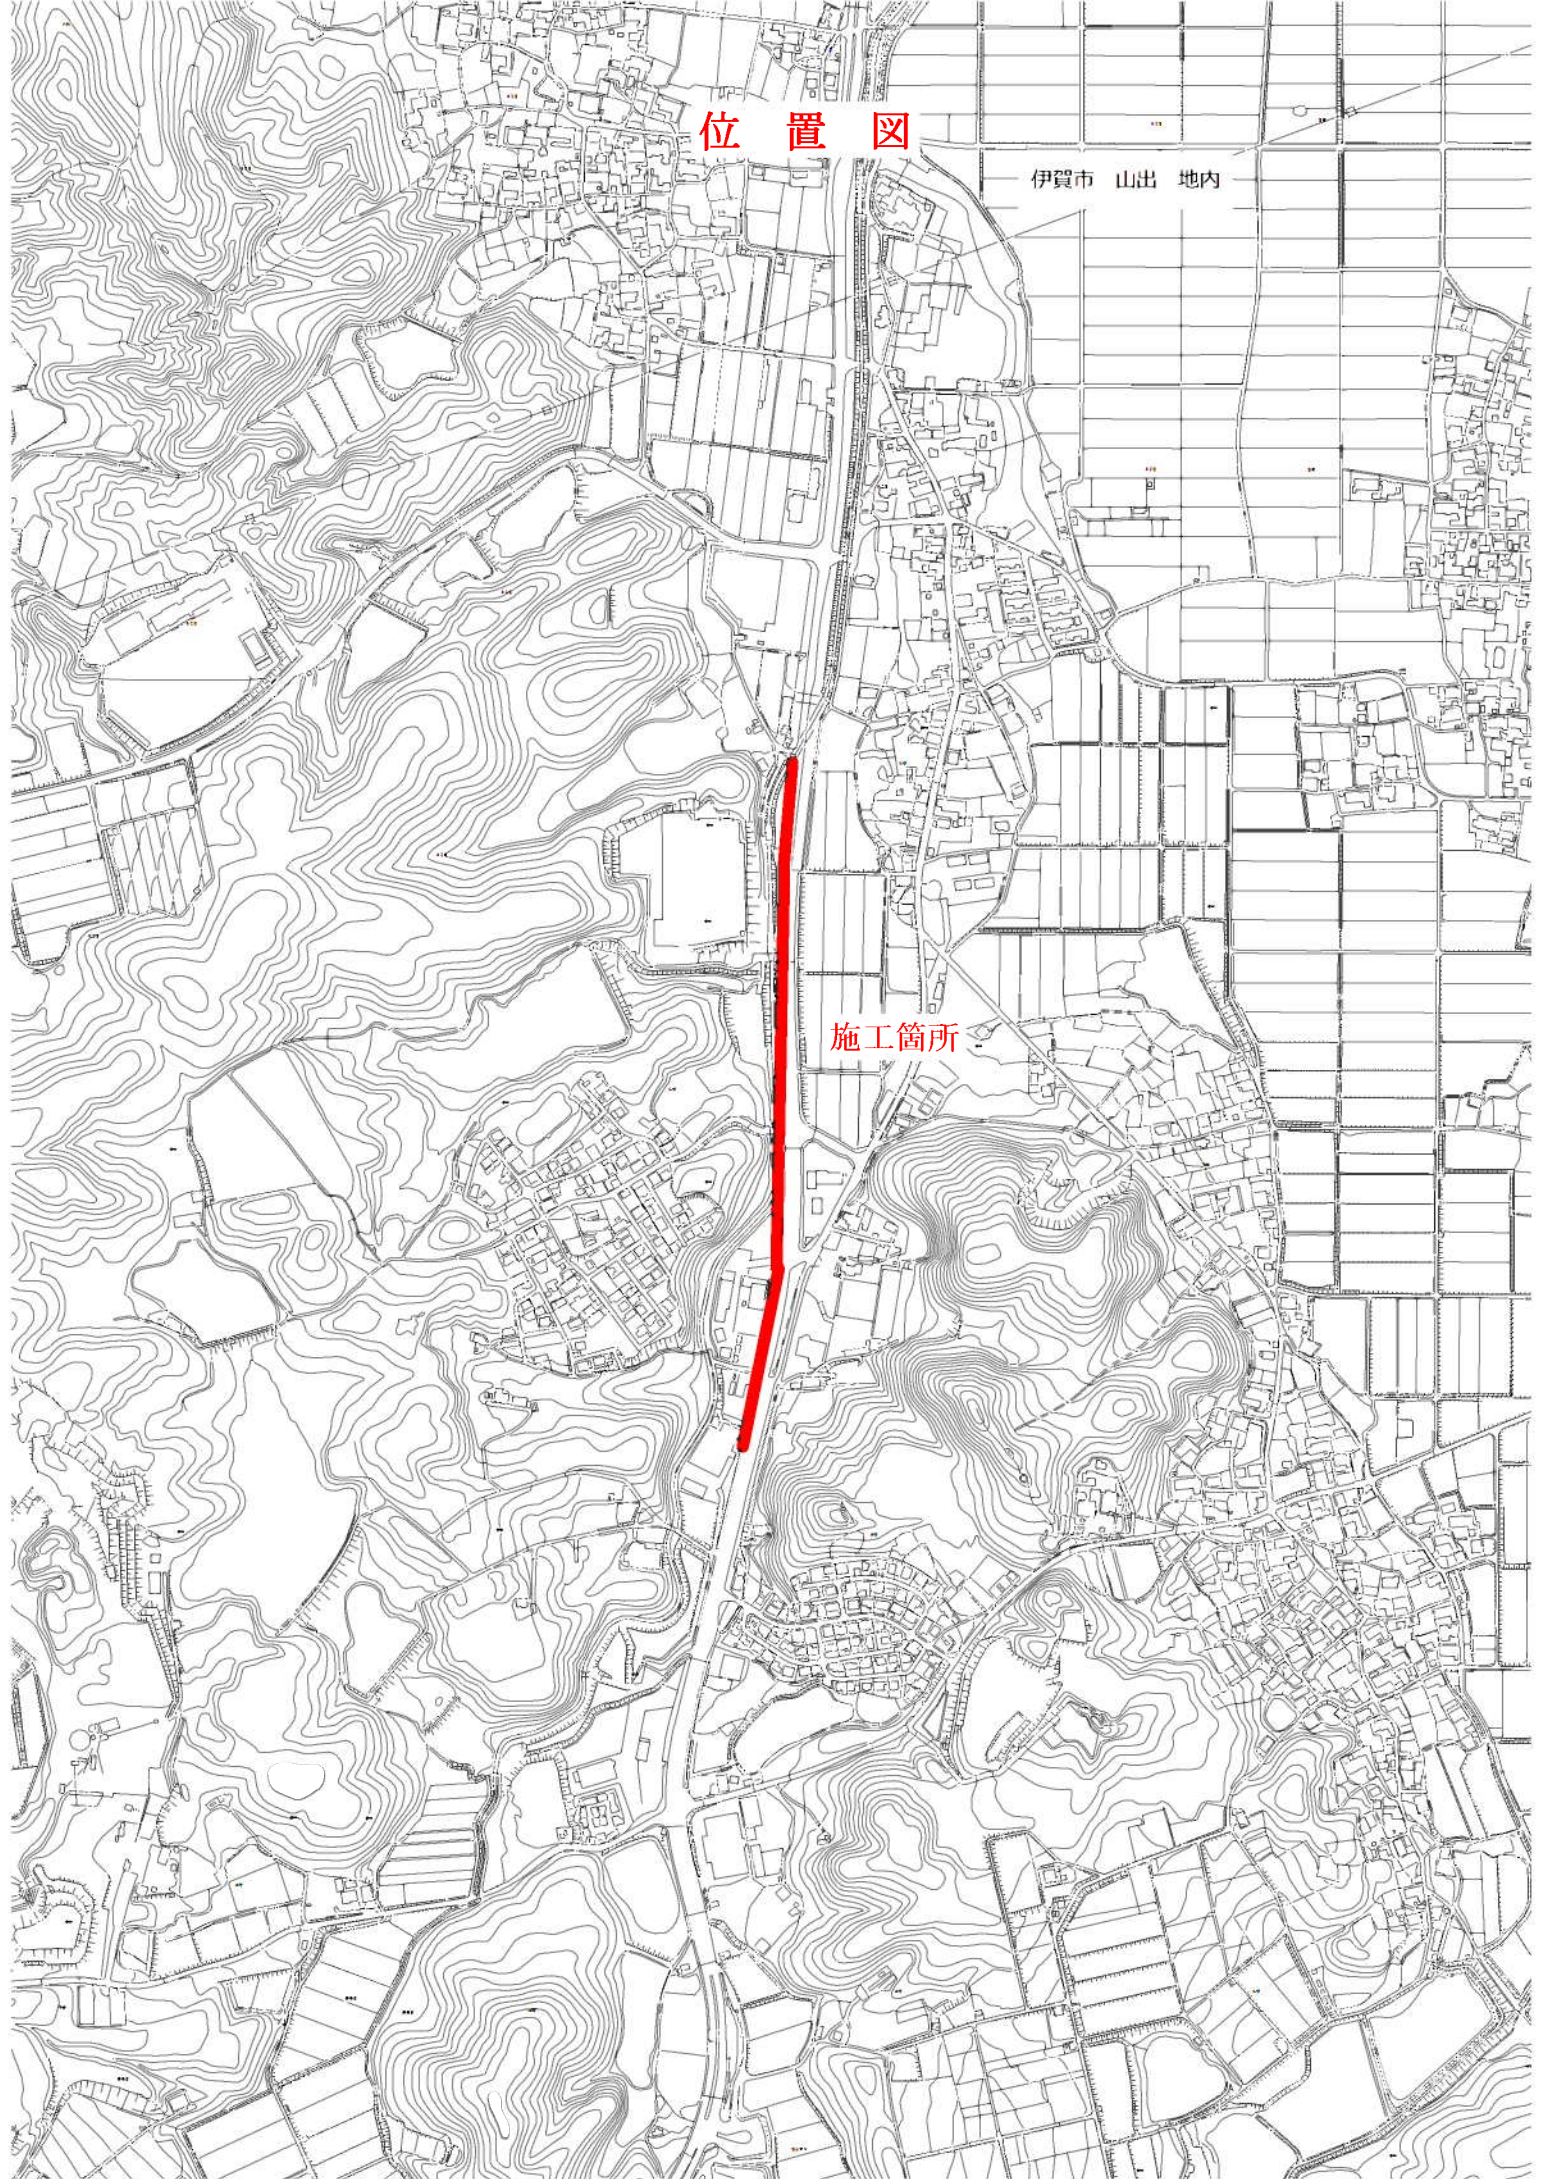 位 置 図
伊賀市 山出 地内
施工箇所